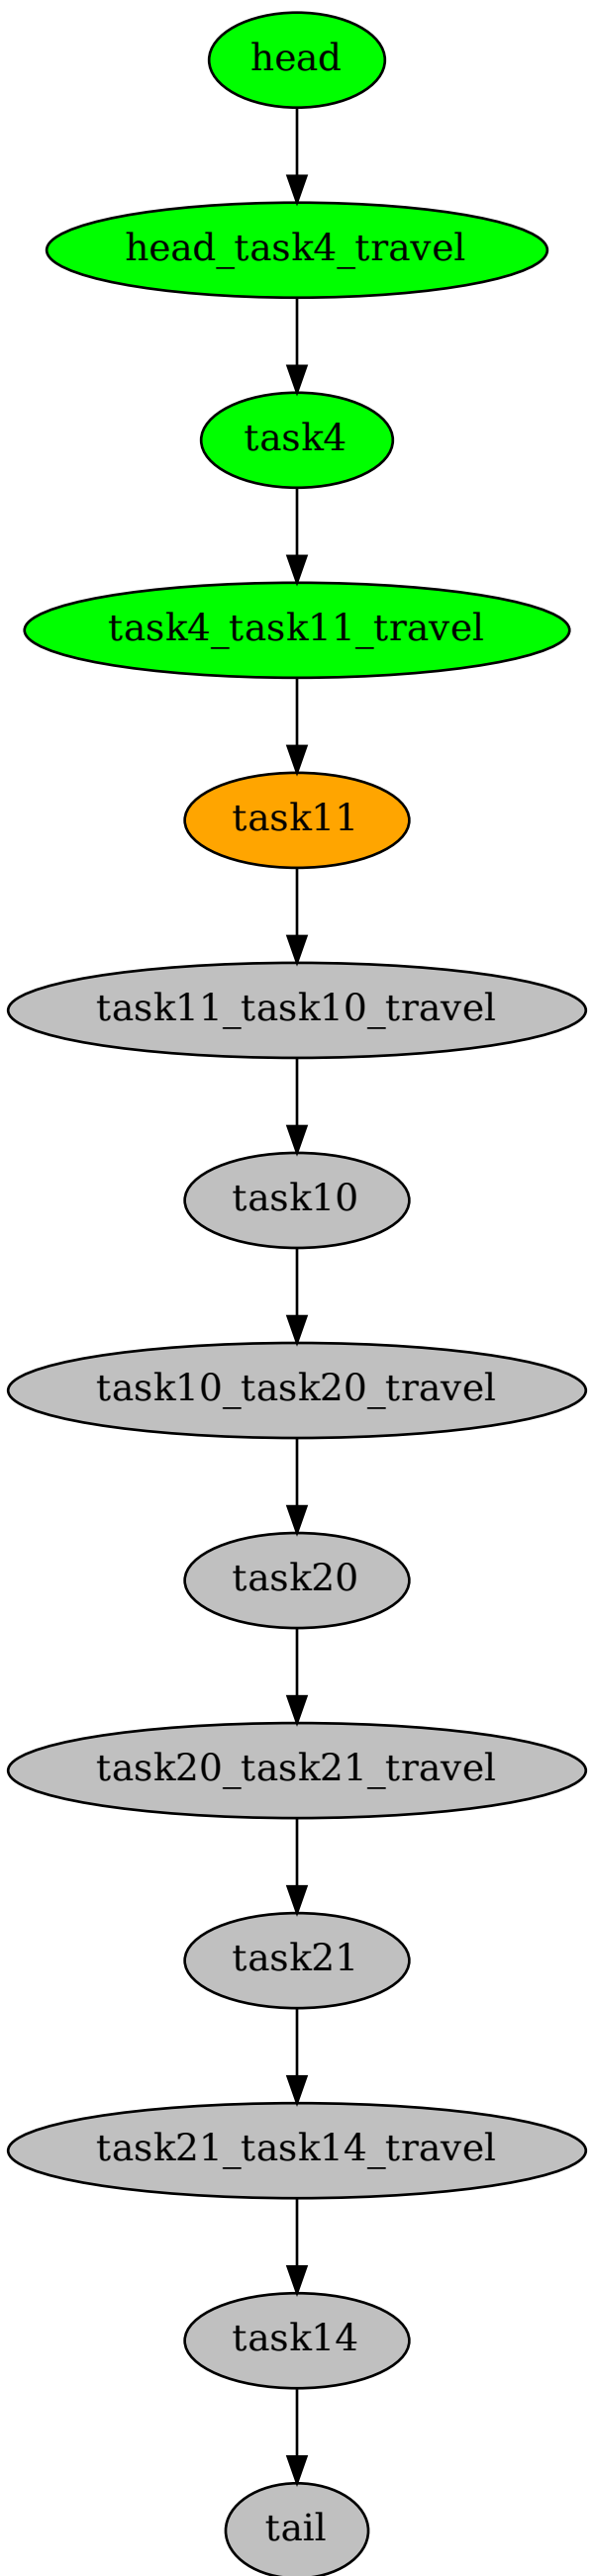 head
head_task4_travel
task4
task4_task11_travel
task11
task11_task10_travel
task10
task10_task20_travel
task20
task20_task21_travel
task21
task21_task14_travel
task14
tail